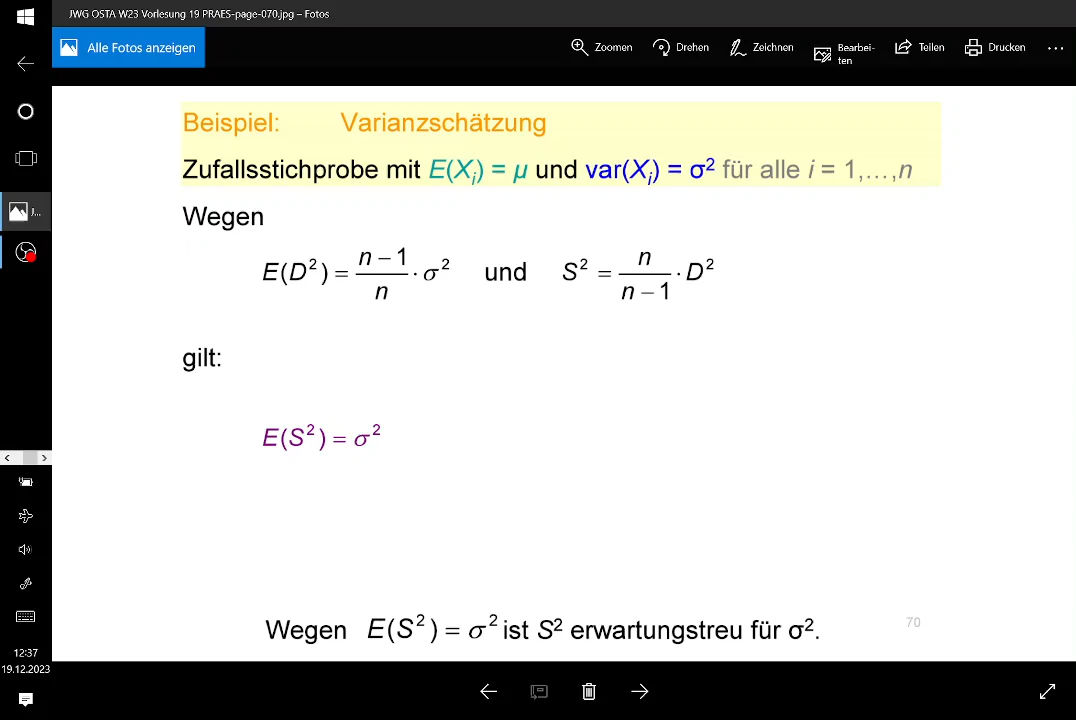 JWG OSTA W23 Vorlesung 19 PRAES-page-070.jpg – Fotos
Alle Fotos anzeigen
Zoomen
Drehen
Zeichnen
Bearbei-
ten
Teilen
Drucken
...
Beispiel: Varianzschätzung
Zufallsstichprobe mit E(Xᵢ) = μ und var(Xᵢ) = σ² für alle i = 1,…,n
Wegen
E(D²) = (n – 1)/n · σ² und S² = n/(n – 1) · D²
gilt:
E(S²) = σ²
Wegen E(S²) = σ² ist S² erwartungstreu für σ².
70
J...
12:37
19.12.2023